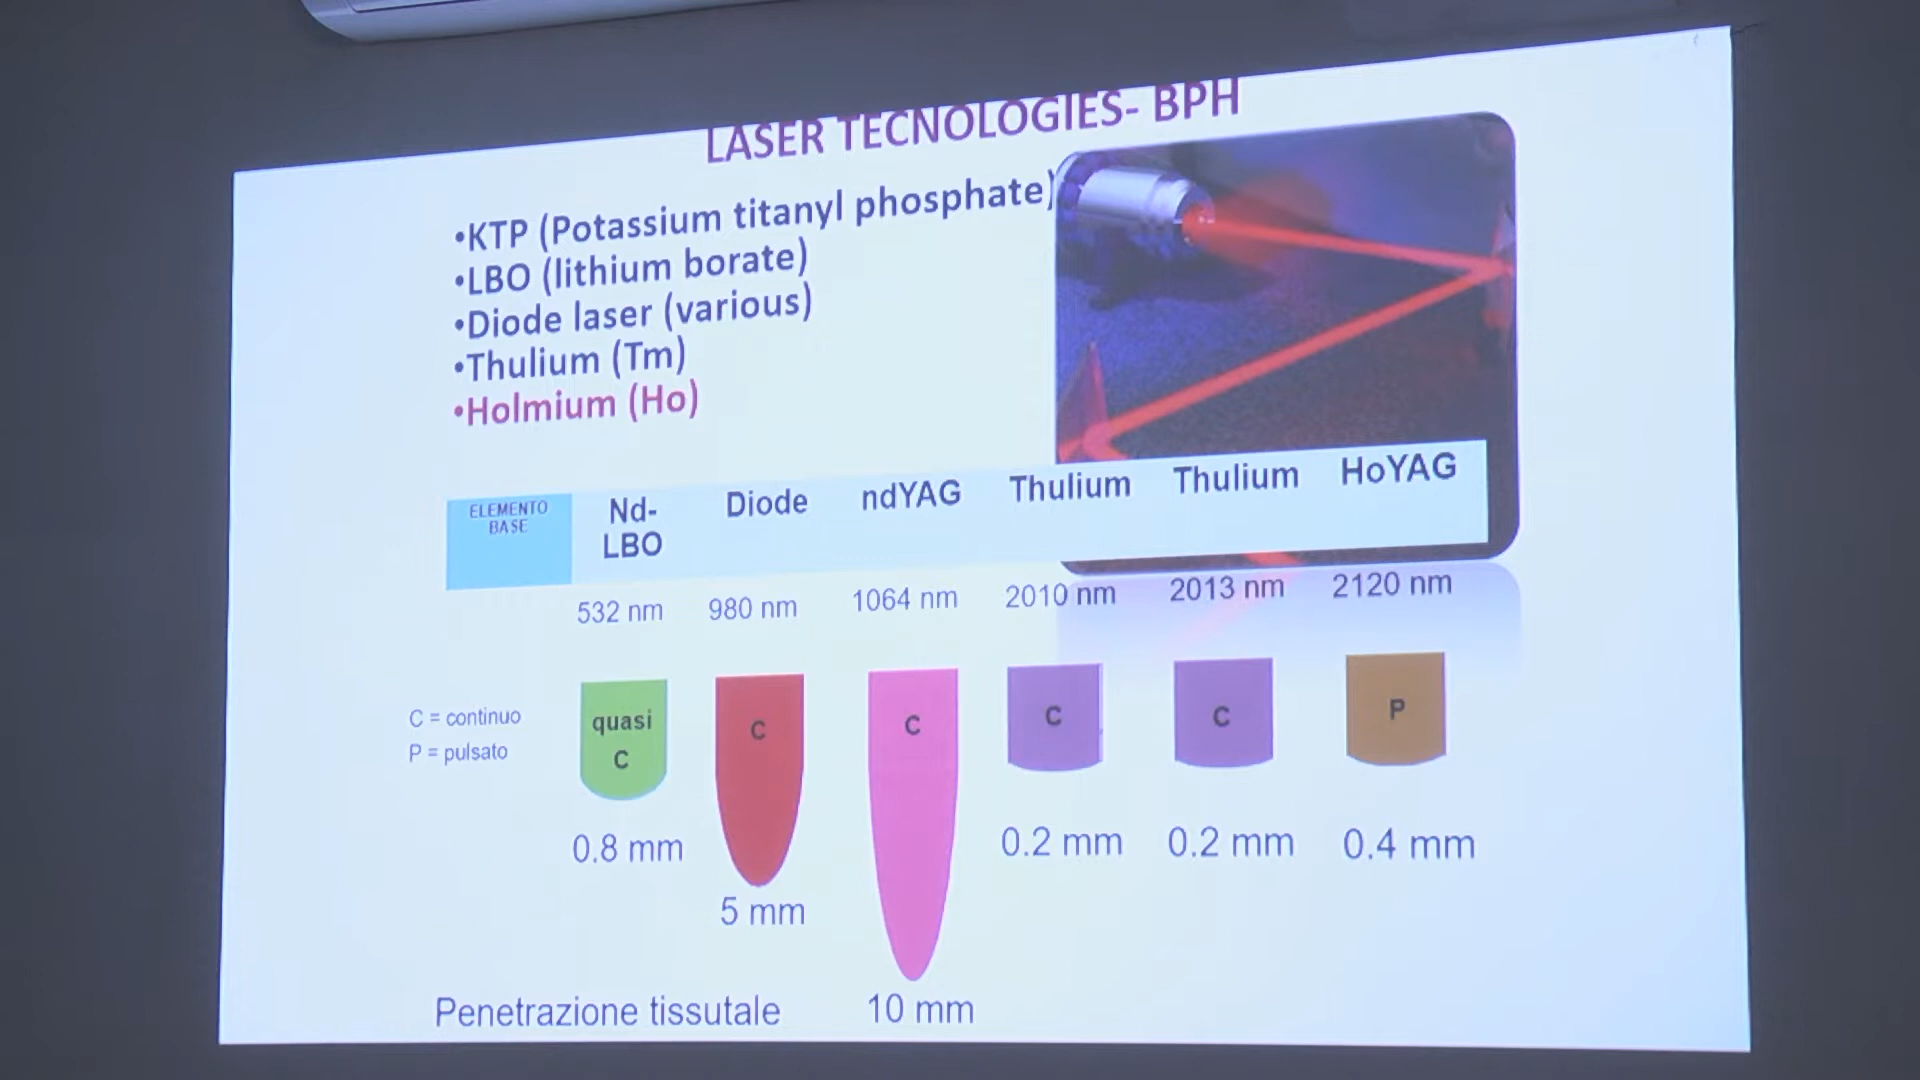 LASER TECNOLOGIES- BPH
•KTP (Potassium titanyl phosphate)
•LBO (lithium borate)
•Diode laser (various)
•Thulium (Tm)
•Holmium (Ho)
ELEMENTO
BASE
Nd-
LBO
Diode
ndYAG
Thulium
Thulium
HoYAG
532 nm
980 nm
1064 nm
2010 nm
2013 nm
2120 nm
C = continuo
P = pulsato
quasi
C
C
C
C
C
P
0.8 mm
5 mm
10 mm
0.2 mm
0.2 mm
0.4 mm
Penetrazione tissutale